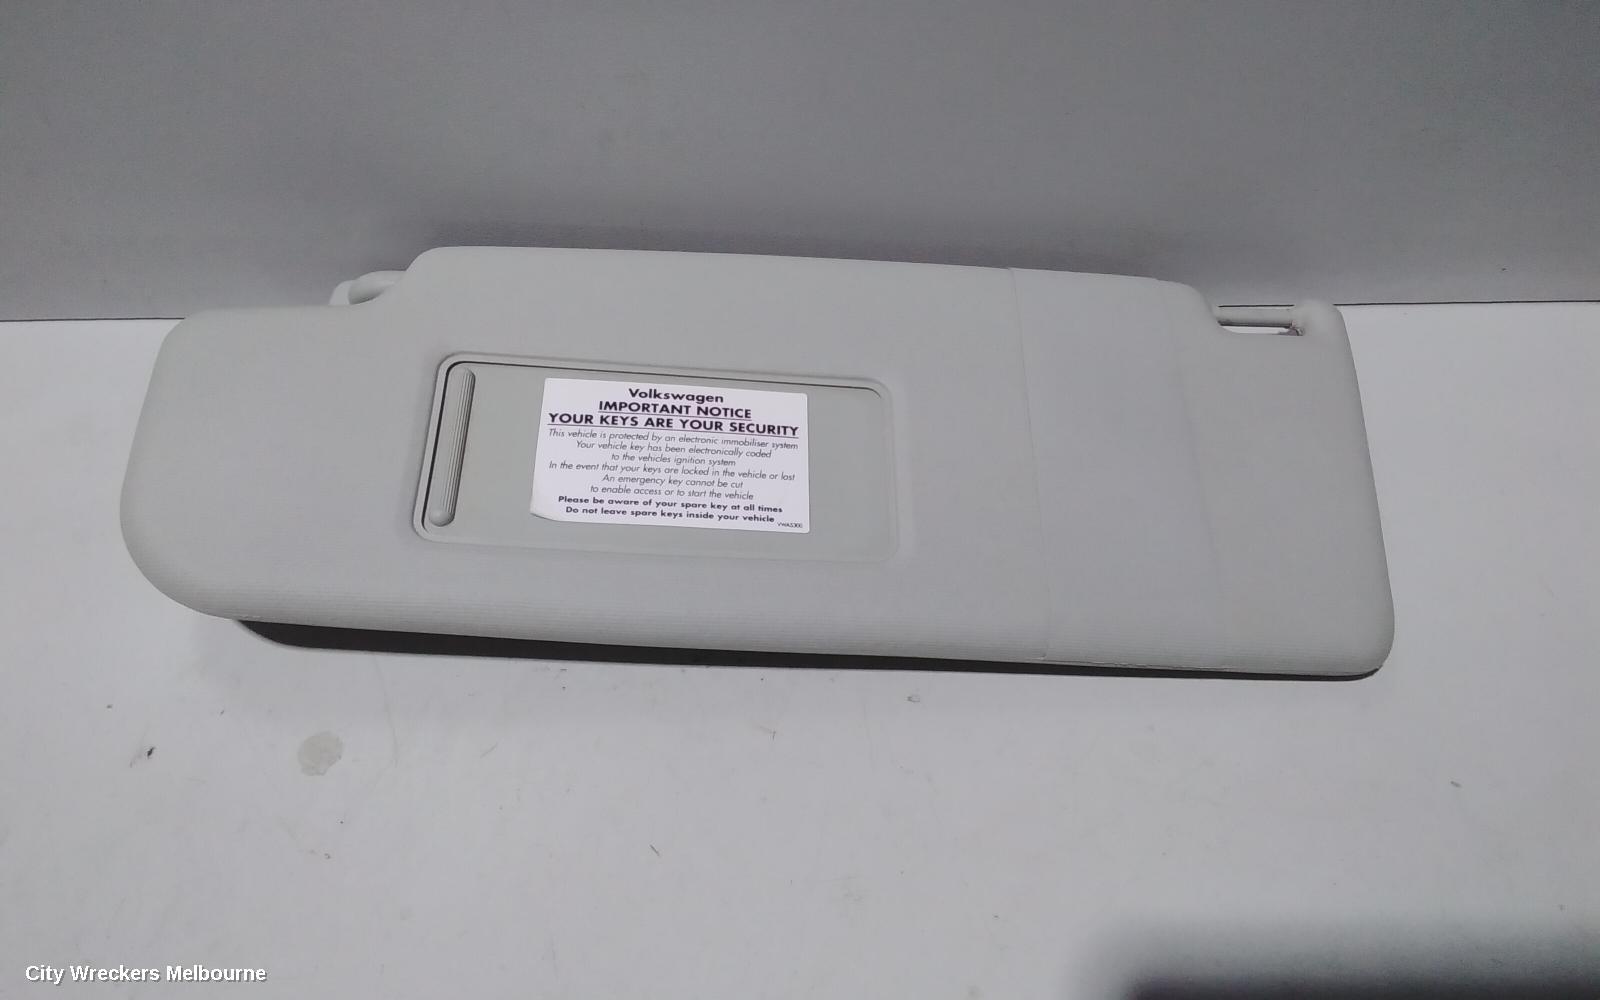 Volkswagen
IMPORTANT NOTICE
YOUR KEYS ARE YOUR SECURITY
This vehicle is protected by an electronic immobiliser system
Your vehicle key has been electronically coded
to the vehicles ignition system
In the event that your keys are locked in the vehicle or lost
An emergency key cannot be cut
to enable access or to start the vehicle
Please be aware of your spare key at all times
Do not leave spare keys inside your vehicle
VWAS300
City Wreckers Melbourne